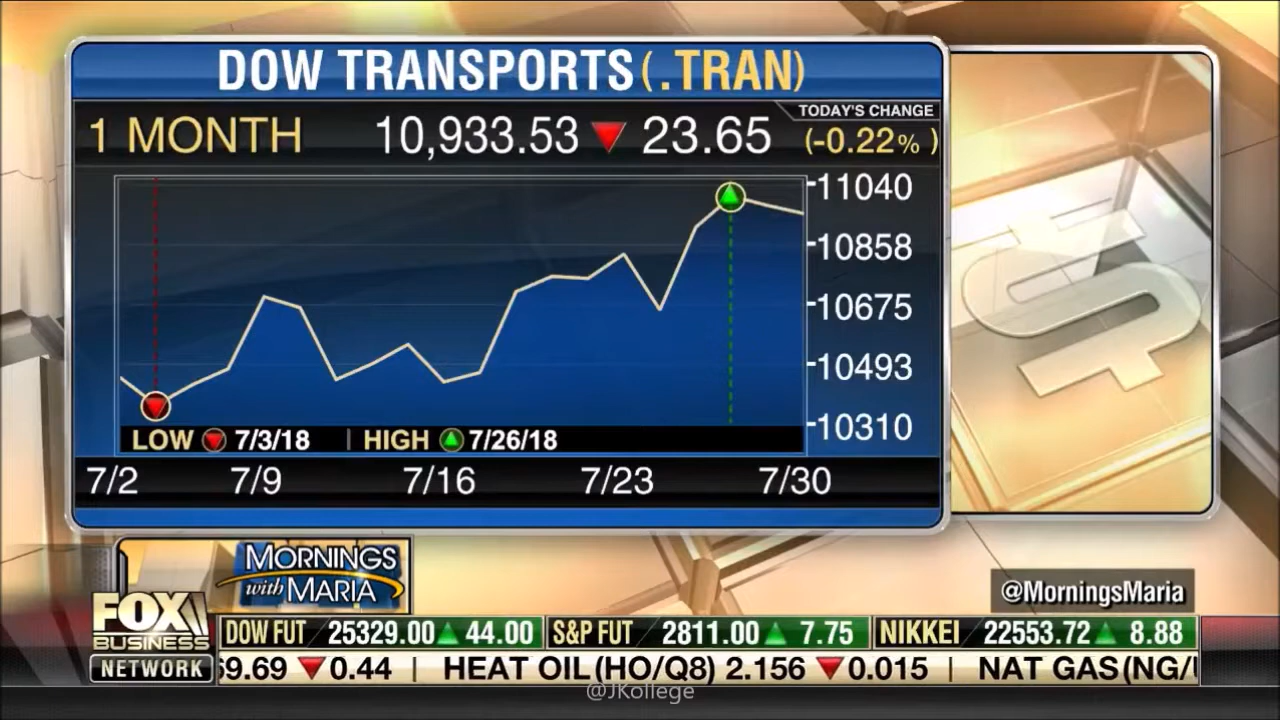 DOW TRANSPORTS (.TRAN)
TODAY'S CHANGE
1 MONTH 10,933.53 ▼ 23.65 (-0.22%)
11040
10858
10675
10493
10310
LOW ▼ 7/3/18 | HIGH ▲ 7/26/18
7/2 7/9 7/16 7/23 7/30
MORNINGS
with MARIA
@MorningsMaria
FOX
BUSINESS
NETWORK
DOW FUT 25329.00 ▲ 44.00 S&P FUT 2811.00 ▲ 7.75 NIKKEI 22553.72 ▲ 8.88
69.69 ▼ 0.44 | HEAT OIL (HO/Q8) 2.156 ▼ 0.015 | NAT GAS (NG/
@JKollege